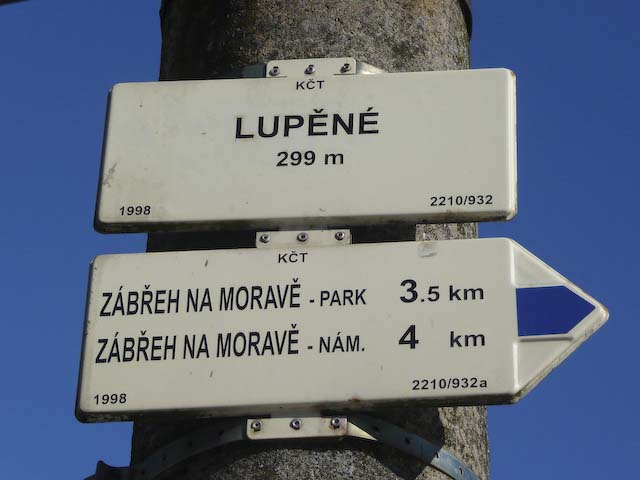 KČT
LUPĚNÉ
299 m
1998 2210/932
KČT
ZÁBŘEH NA MORAVĚ - PARK 3.5 km
ZÁBŘEH NA MORAVĚ - NÁM. 4 km
1998 2210/932a